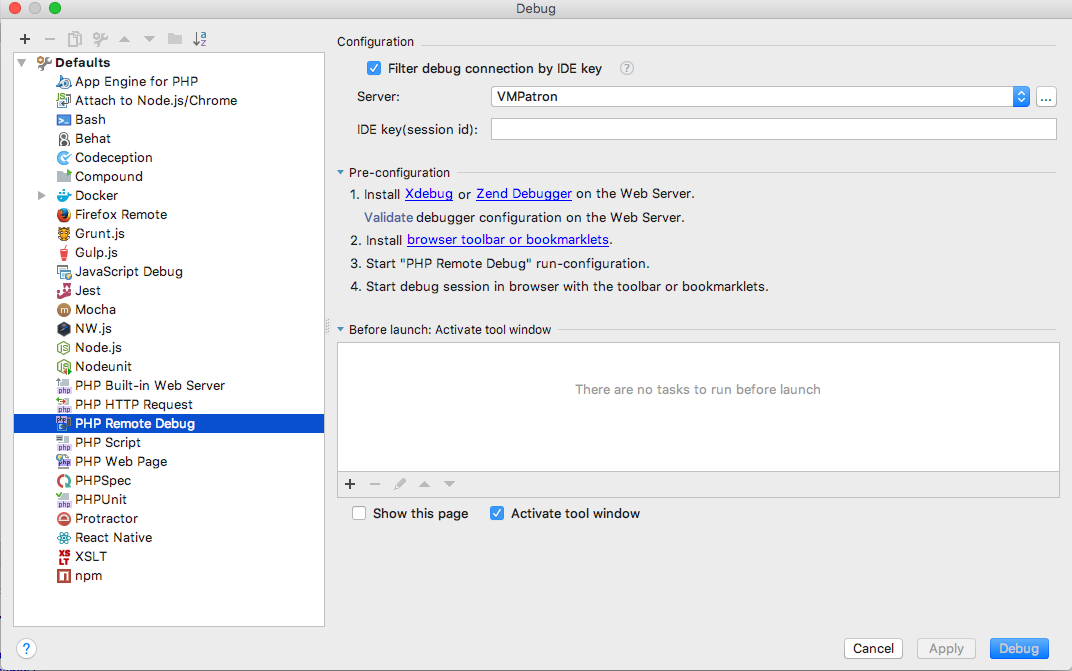 Debug
Defaults
App Engine for PHP
Attach to Node.js/Chrome
Bash
Behat
Codeception
Compound
Docker
Firefox Remote
Grunt.js
Gulp.js
JavaScript Debug
Jest
Mocha
NW.js
Node.js
Nodeunit
PHP Built-in Web Server
PHP HTTP Request
PHP Remote Debug
PHP Script
PHP Web Page
PHPSpec
PHPUnit
Protractor
React Native
XSLT
npm
Configuration
Filter debug connection by IDE key ?
Server: VMPatron ...
IDE key(session id):
Pre-configuration
1. Install Xdebug or Zend Debugger on the Web Server.
Validate debugger configuration on the Web Server.
2. Install browser toolbar or bookmarklets.
3. Start "PHP Remote Debug" run-configuration.
4. Start debug session in browser with the toolbar or bookmarklets.
Before launch: Activate tool window
There are no tasks to run before launch
Show this page Activate tool window
? Cancel Apply Debug